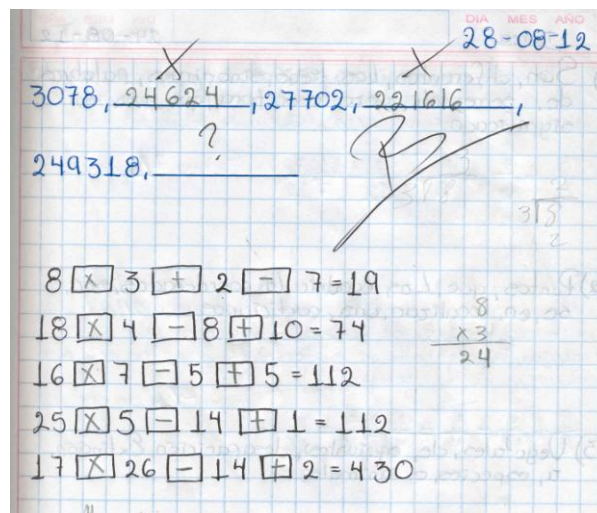 DIA MES AÑO
28-08-12
3078, 24624, 27702, 221616,
?
249318,
8 × 3 + 2 - 7 = 19
18 × 4 - 8 + 10 = 74
16 × 7 - 5 + 5 = 112
25 × 5 - 14 + 1 = 112
17 × 26 - 14 + 2 = 430
8
×3
24